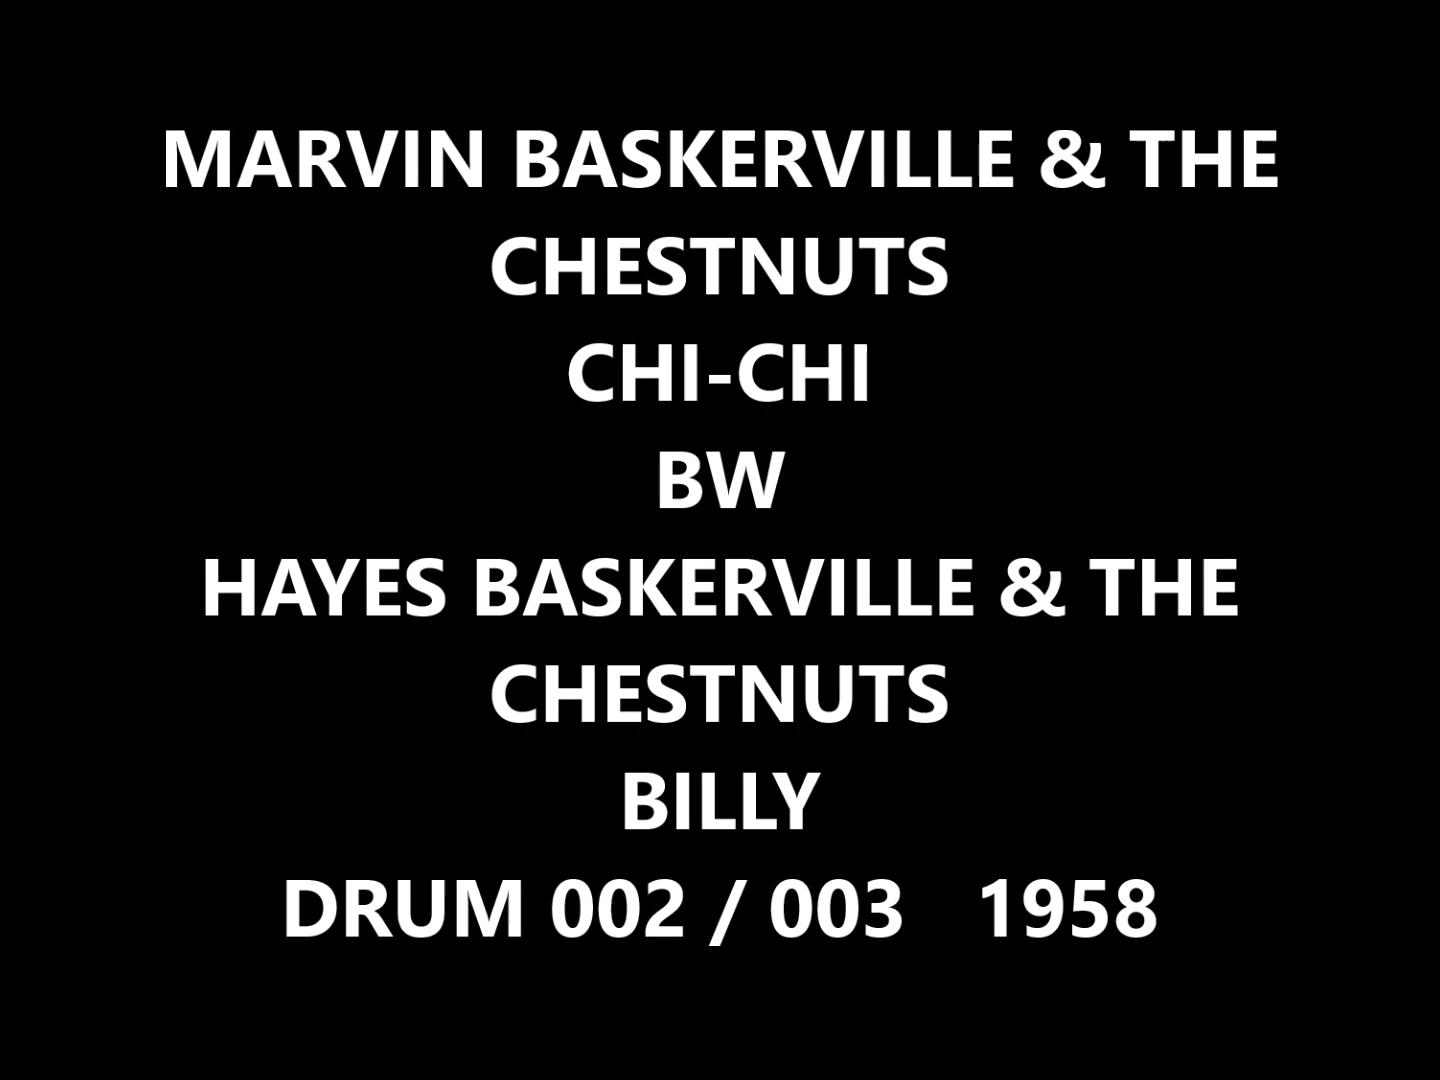 MARVIN BASKERVILLE & THE
CHESTNUTS
CHI-CHI
BW
HAYES BASKERVILLE & THE
CHESTNUTS
BILLY
DRUM 002 / 003   1958